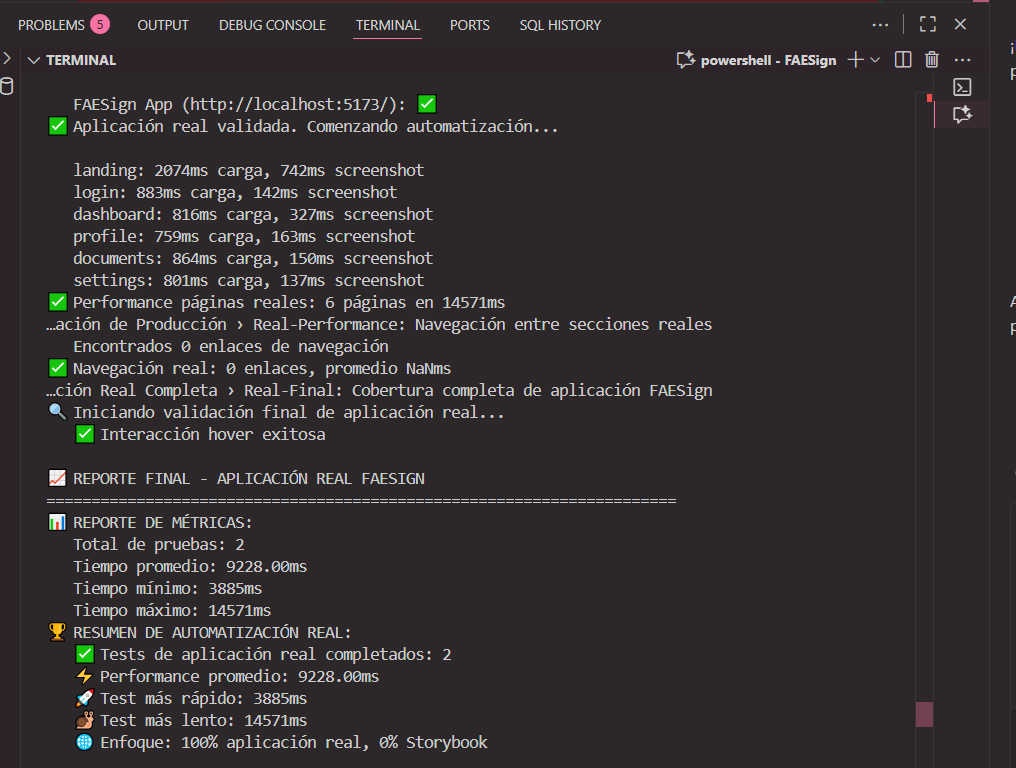 PROBLEMS 5 OUTPUT DEBUG CONSOLE TERMINAL PORTS SQL HISTORY
TERMINAL powershell - FAESign
FAESign App (http://localhost:5173/): ✅
✅ Aplicación real validada. Comenzando automatización...
landing: 2074ms carga, 742ms screenshot
login: 883ms carga, 142ms screenshot
dashboard: 816ms carga, 327ms screenshot
profile: 759ms carga, 163ms screenshot
documents: 864ms carga, 150ms screenshot
settings: 801ms carga, 137ms screenshot
✅ Performance páginas reales: 6 páginas en 14571ms
…ación de Producción › Real-Performance: Navegación entre secciones reales
Encontrados 0 enlaces de navegación
✅ Navegación real: 0 enlaces, promedio NaNms
…ción Real Completa › Real-Final: Cobertura completa de aplicación FAESign
🔍 Iniciando validación final de aplicación real...
✅ Interacción hover exitosa
📈 REPORTE FINAL - APLICACIÓN REAL FAESIGN
======================================================================
📊 REPORTE DE MÉTRICAS:
Total de pruebas: 2
Tiempo promedio: 9228.00ms
Tiempo mínimo: 3885ms
Tiempo máximo: 14571ms
🏆 RESUMEN DE AUTOMATIZACIÓN REAL:
✅ Tests de aplicación real completados: 2
⚡ Performance promedio: 9228.00ms
🚀 Test más rápido: 3885ms
🐌 Test más lento: 14571ms
🌐 Enfoque: 100% aplicación real, 0% Storybook